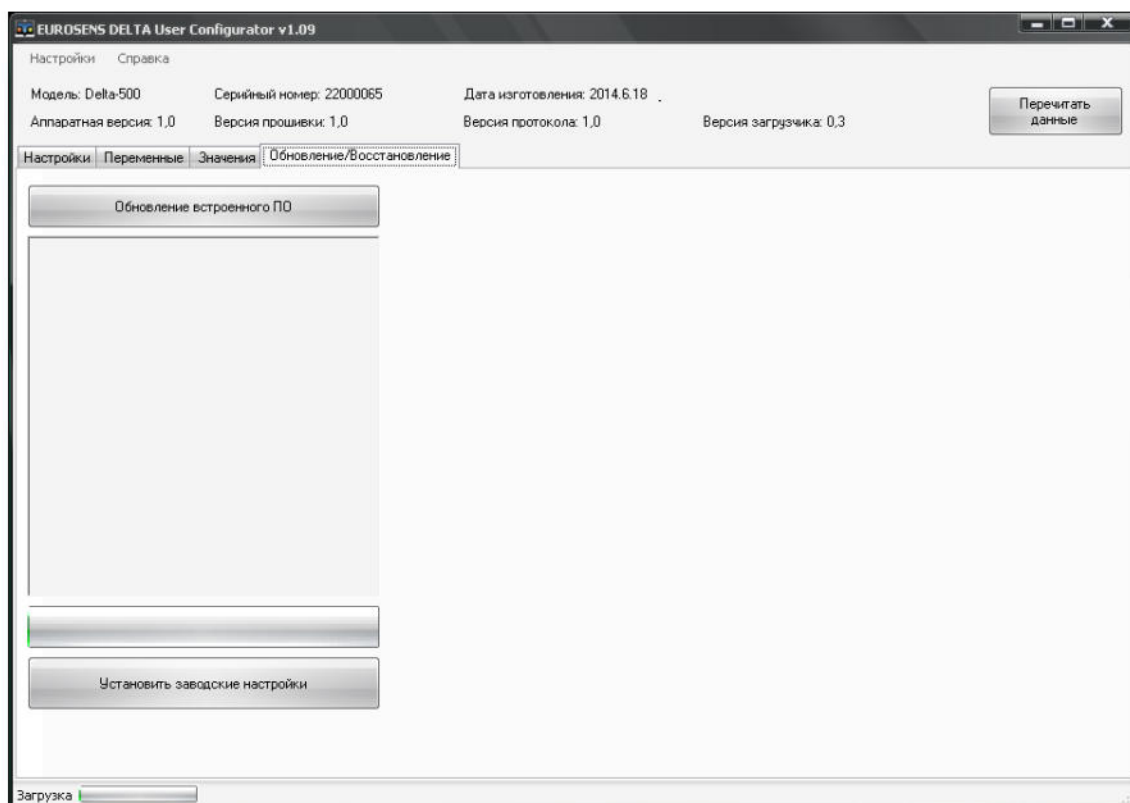 EUROSENS DELTA User Configurator v1.09
Настройки Справка
Модель: Delta-500 Серийный номер: 22000065 Дата изготовления: 2014.6.18
Аппаратная версия: 1,0 Версия прошивки: 1,0 Версия протокола: 1,0 Версия загрузчика: 0,3
Перечитать
данные
Настройки Переменные Значения Обновление/Восстановление
Обновление встроенного ПО
Установить заводские настройки
Загрузка